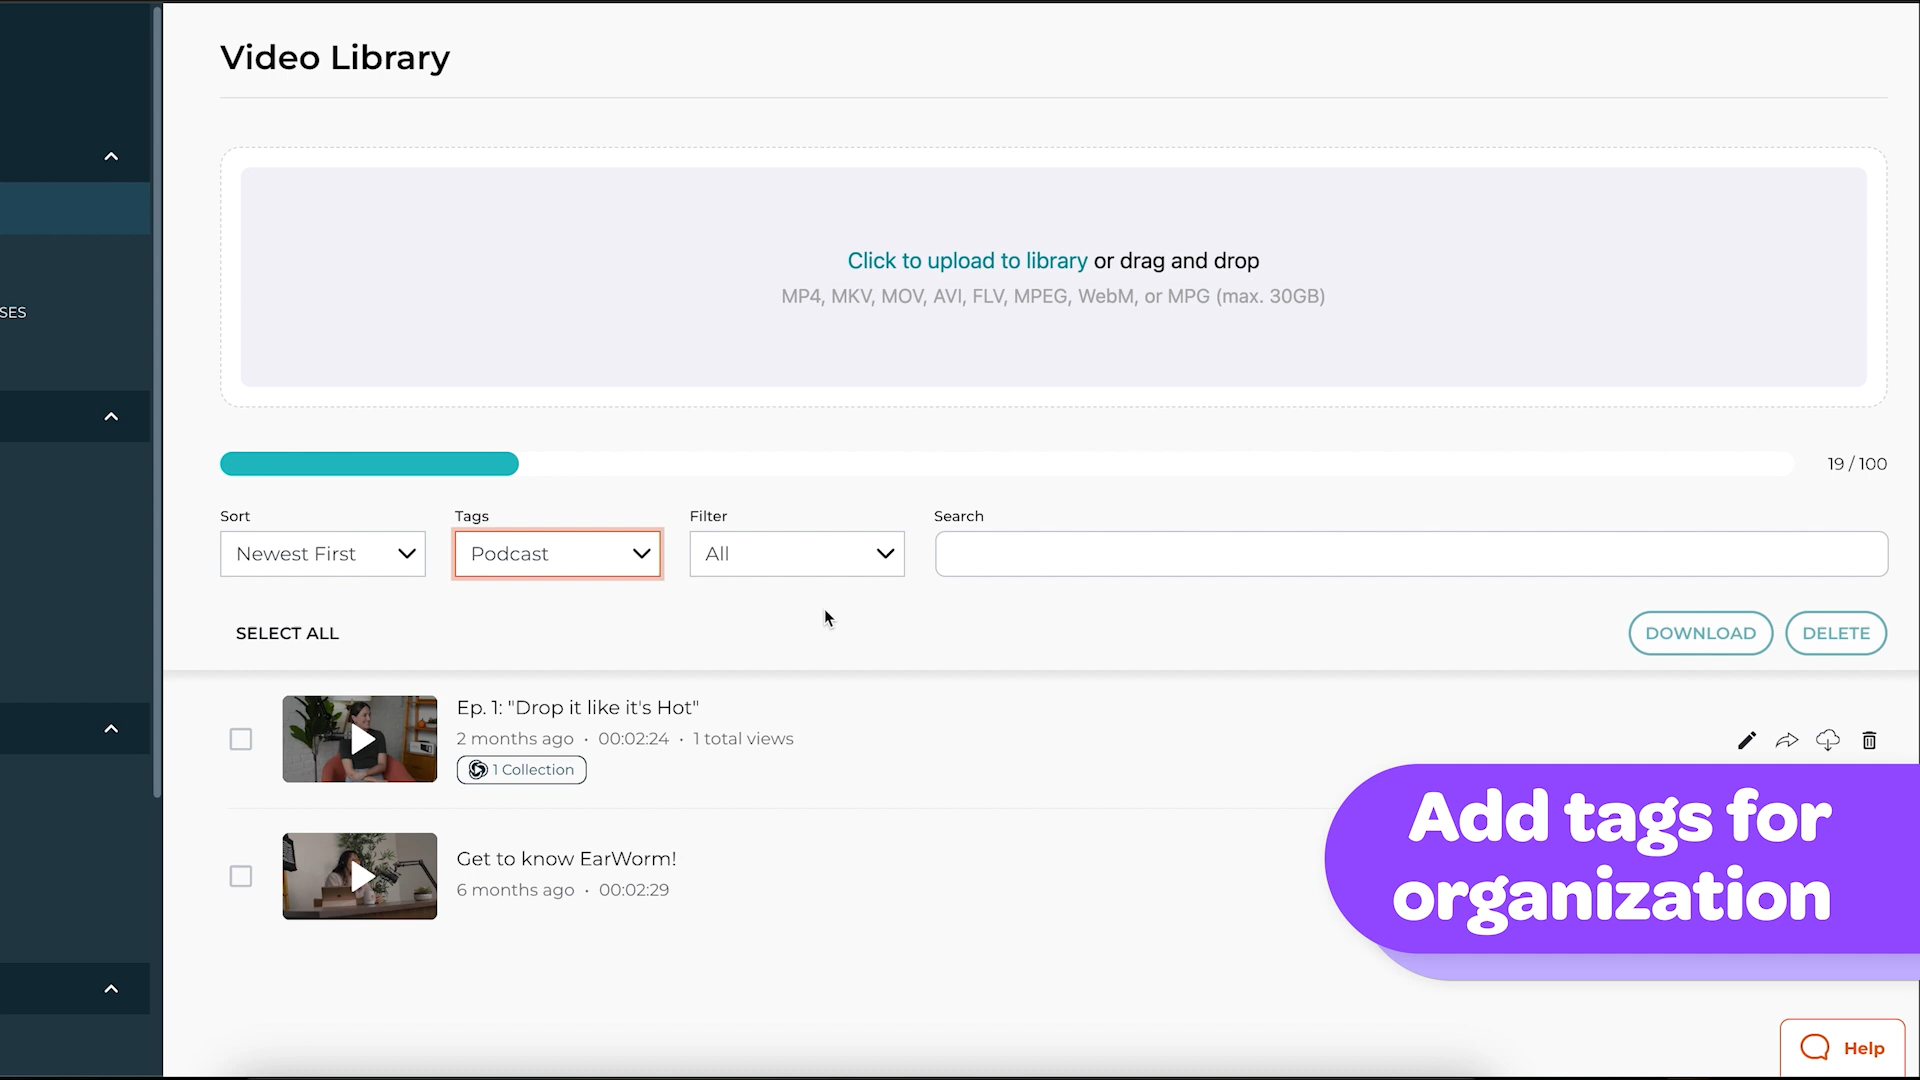 Video Library
Click to upload to library or drag and drop
MP4, MKV, MOV, AVI, FLV, MPEG, WebM, or MPG (max. 30GB)
SES
19 / 100
Sort
Tags
Filter
Search
Newest First
Podcast
All
SELECT ALL
DOWNLOAD
DELETE
Ep. 1: "Drop it like it's Hot"
2 months ago · 00:02:24 · 1 total views
1 Collection
Get to know EarWorm!
6 months ago · 00:02:29
Add tags for
organization
Help